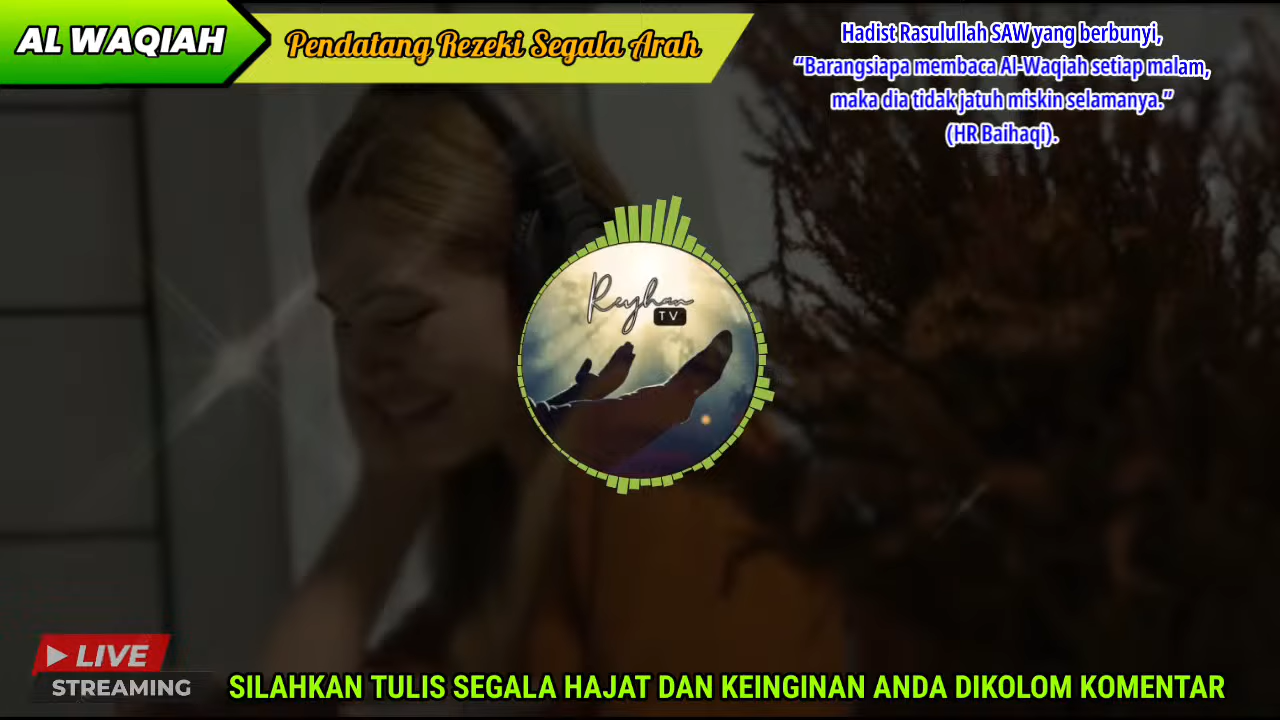 AL WAQIAH
Pendatang Rezeki Segala Arah
Hadist Rasulullah SAW yang berbunyi,
“Barangsiapa membaca Al-Waqiah setiap malam,
maka dia tidak jatuh miskin selamanya.”
(HR Baihaqi).
Reyhan
TV
LIVE
STREAMING
SILAHKAN TULIS SEGALA HAJAT DAN KEINGINAN ANDA DIKOLOM KOMENTAR